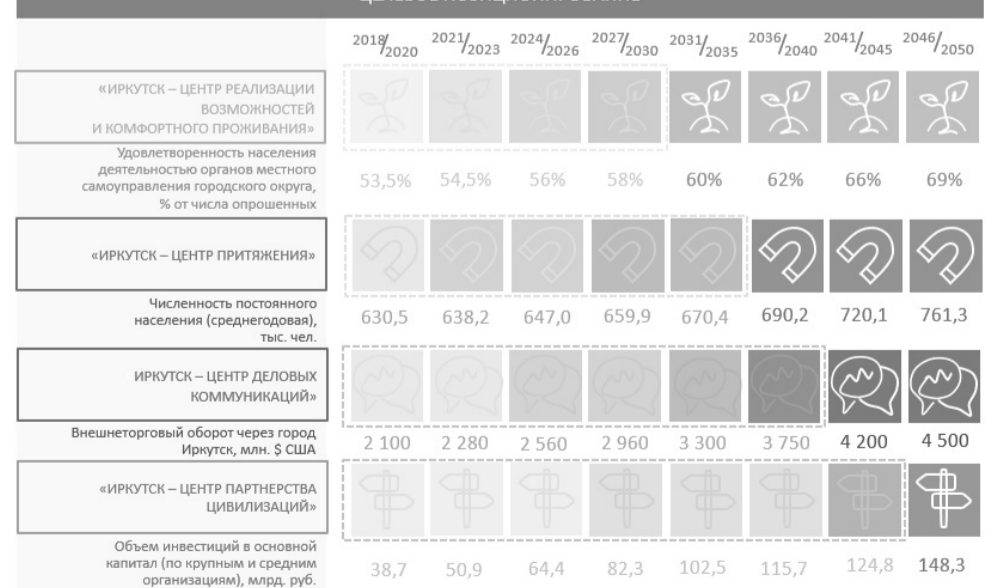 2018/2020 2021/2023 2024/2026 2027/2030 2031/2035 2036/2040 2041/2045 2046/2050
«ИРКУТСК – ЦЕНТР РЕАЛИЗАЦИИ
ВОЗМОЖНОСТЕЙ
И КОМФОРТНОГО ПРОЖИВАНИЯ»
Удовлетворенность населения
деятельностью органов местного
самоуправления городского округа,
% от числа опрошенных
53,5% 54,5% 56% 58% 60% 62% 66% 69%
«ИРКУТСК – ЦЕНТР ПРИТЯЖЕНИЯ»
Численность постоянного
населения (среднегодовая),
тыс. чел.
630,5 638,2 647,0 659,9 670,4 690,2 720,1 761,3
ИРКУТСК – ЦЕНТР ДЕЛОВЫХ
КОММУНИКАЦИЙ»
Внешнеторговый оборот через город
Иркутск, млн. $ США
2 100 2 280 2 560 2 960 3 300 3 750 4 200 4 500
«ИРКУТСК – ЦЕНТР ПАРТНЕРСТВА
ЦИВИЛИЗАЦИЙ»
Объем инвестиций в основной
капитал (по крупным и средним
организациям), млрд. руб.
38,7 50,9 64,4 82,3 102,5 115,7 124,8 148,3